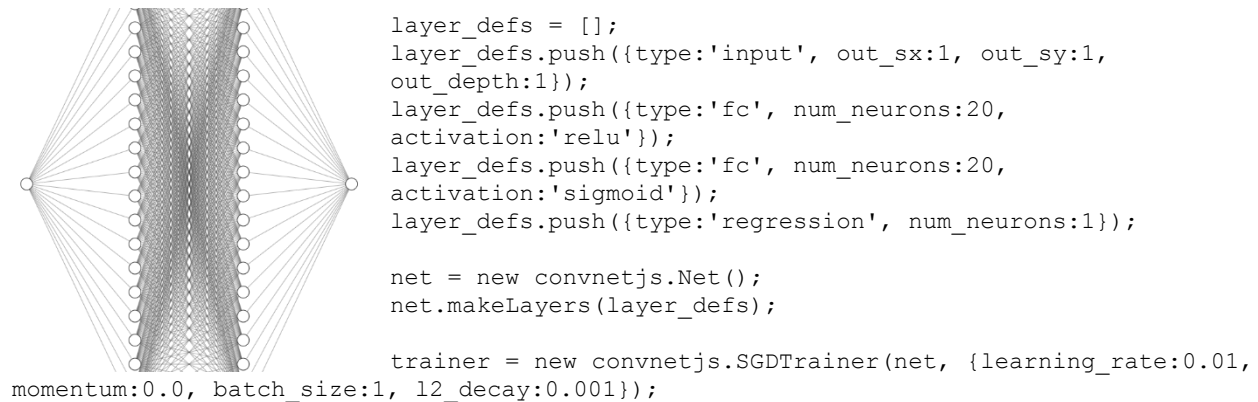 layer_defs = [];
layer_defs.push({type:'input', out_sx:1, out_sy:1,
out_depth:1});
layer_defs.push({type:'fc', num_neurons:20,
activation:'relu'});
layer_defs.push({type:'fc', num_neurons:20,
activation:'sigmoid'});
layer_defs.push({type:'regression', num_neurons:1});
net = new convnetjs.Net();
net.makeLayers(layer_defs);
trainer = new convnetjs.SGDTrainer(net, {learning_rate:0.01,
momentum:0.0, batch_size:1, l2_decay:0.001});